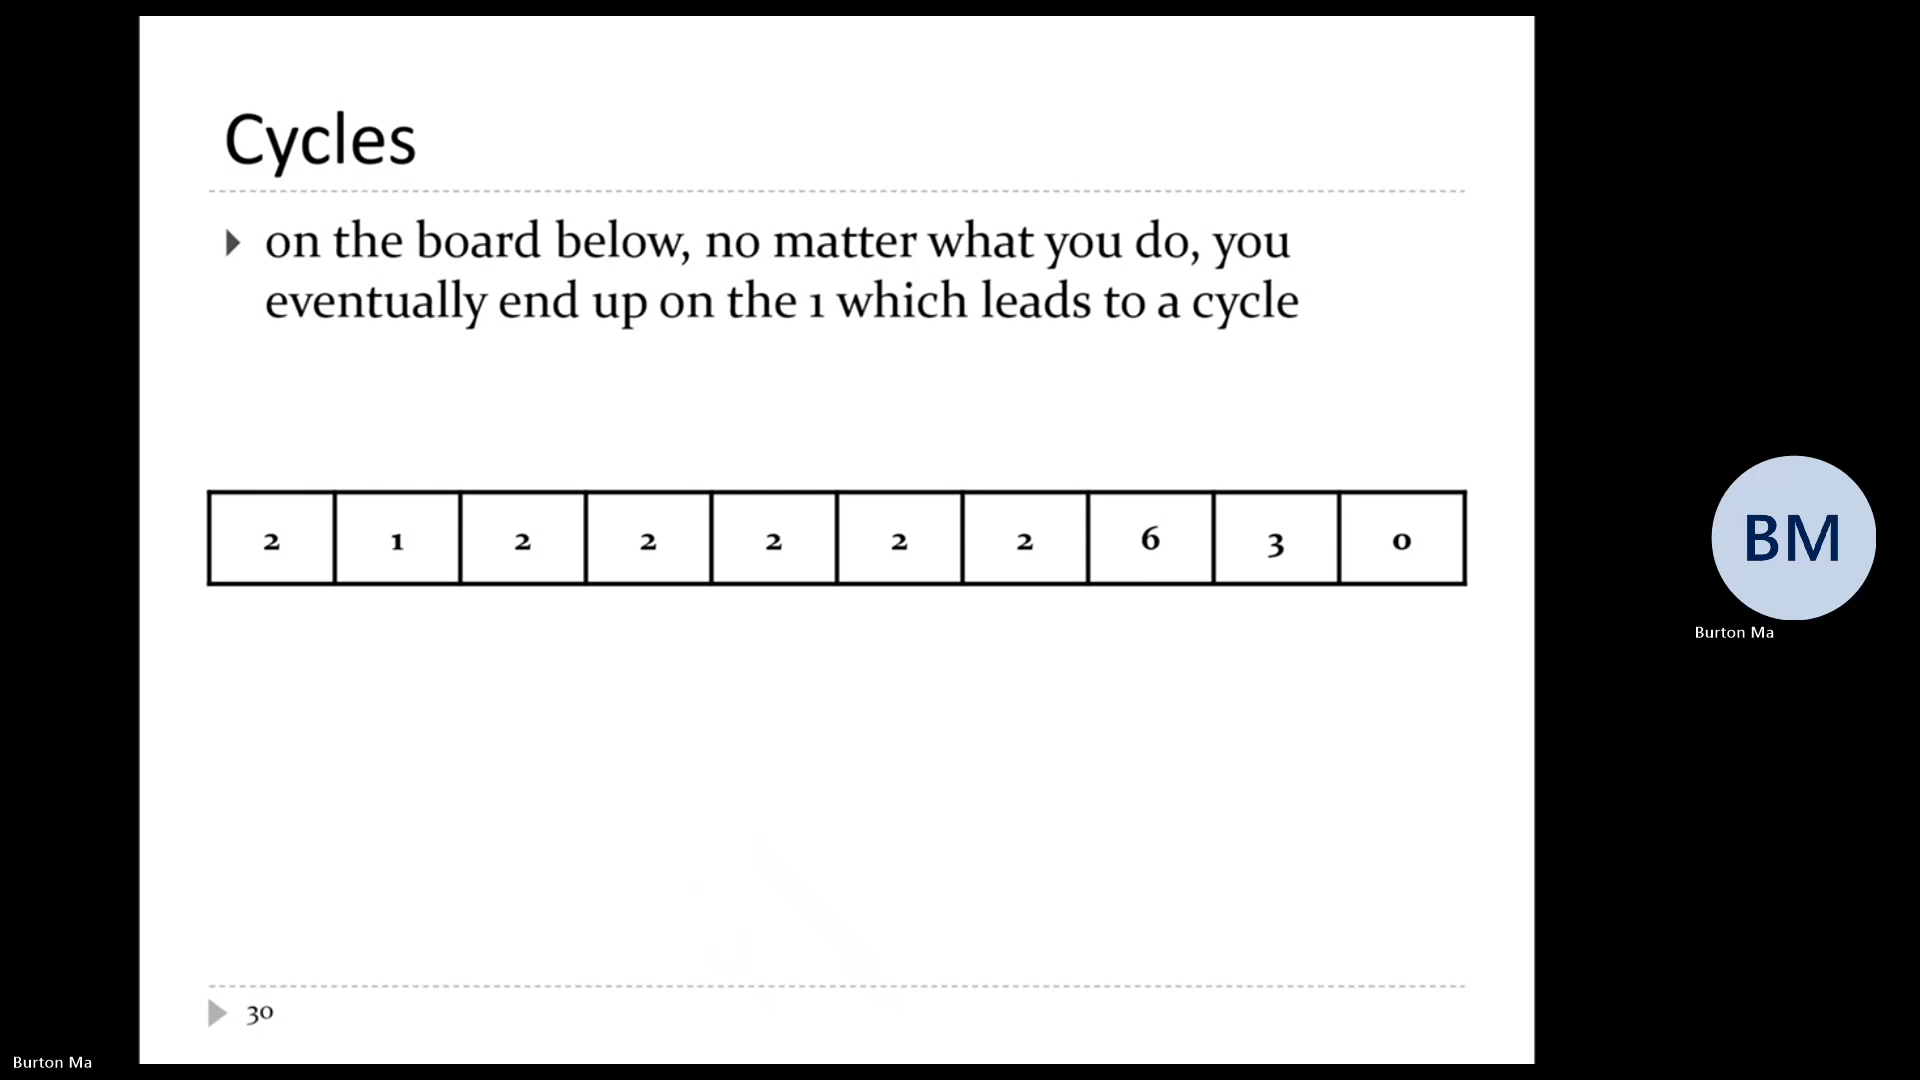 Cycles
on the board below, no matter what you do, you
eventually end up on the 1 which leads to a cycle
2 1 2 2 2 2 2 6 3 0
BM
Burton Ma
30
Burton Ma